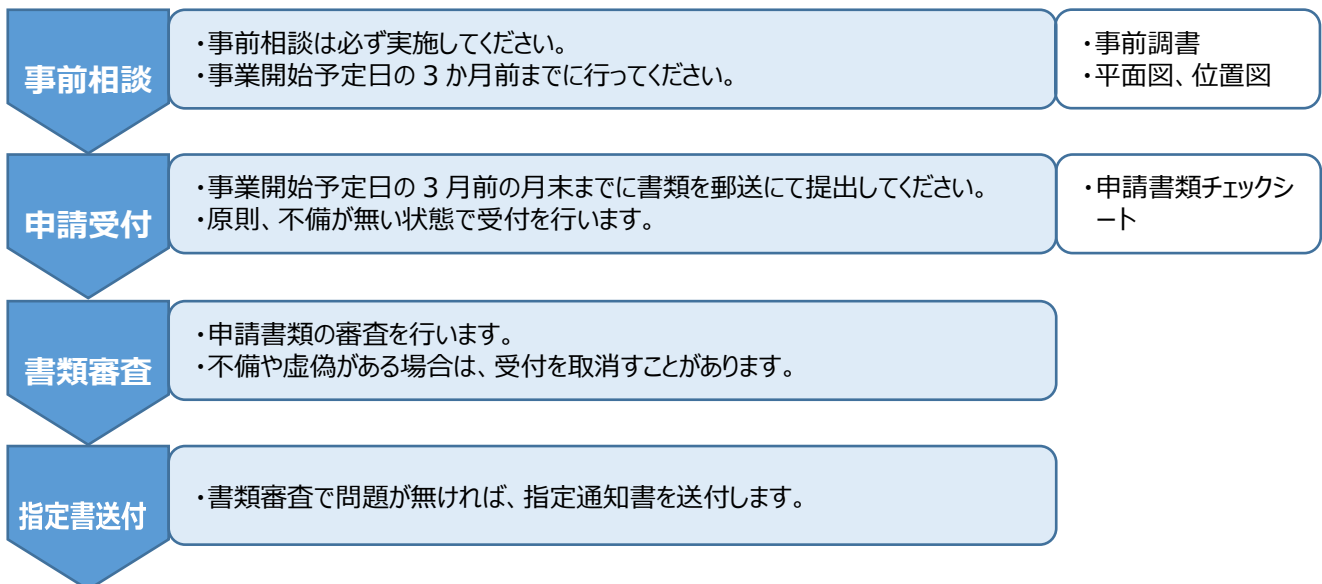 事前相談
・事前相談は必ず実施してください。
・事業開始予定日の 3 か月前までに行ってください。
・事前調書
・平面図、位置図
申請受付
・事業開始予定日の 3 月前の月末までに書類を郵送にて提出してください。
・原則、不備が無い状態で受付を行います。
・申請書類チェックシ
ート
書類審査
・申請書類の審査を行います。
・不備や虚偽がある場合は、受付を取消すことがあります。
指定書送付
・書類審査で問題が無ければ、指定通知書を送付します。